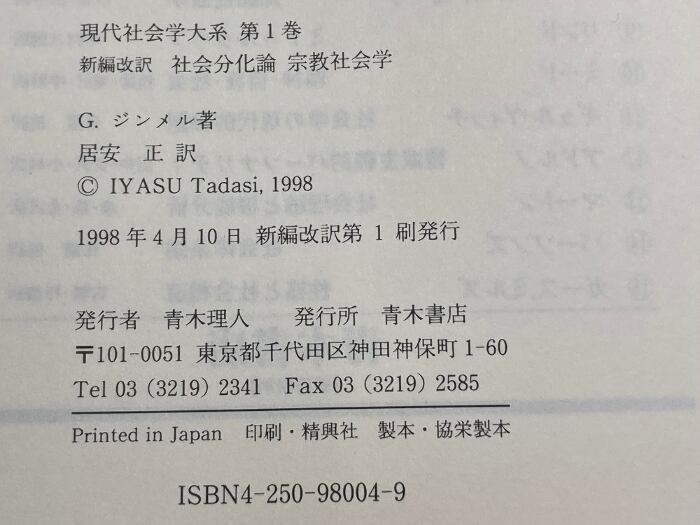 現代社会学大系 第1巻
新編改訳 社会分化論 宗教社会学
G. ジンメル著
居安 正 訳
© IYASU Tadasi, 1998
1998年4月10日 新編改訳第 1 刷発行
発行者 青木理人 発行所 青木書店
〒101-0051 東京都千代田区神田神保町1-60
Tel 03 (3219) 2341 Fax 03 (3219) 2585
Printed in Japan 印刷・精興社 製本・協栄製本
ISBN4-250-98004-9